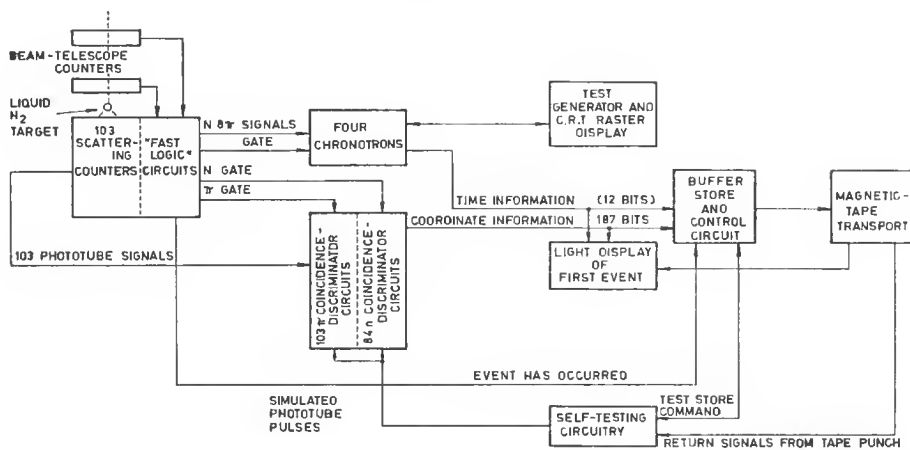 BEAM-TELESCOPE
COUNTERS
LIQUID
H2
TARGET
103
SCATTER-
ING
COUNTERS
"FAST
LOGIC"
CIRCUITS
N 8π SIGNALS
GATE
N GATE
π GATE
FOUR
CHRONOTRONS
TEST
GENERATOR AND
C.R.T RASTER
DISPLAY
TIME INFORMATION (12 BITS)
COORDINATE INFORMATION 187 BITS
BUFFER
STORE
AND
CONTROL
CIRCUIT
MAGNETIC-
TAPE
TRANSPORT
LIGHT DISPLAY
OF
FIRST EVENT
103 PHOTOTUBE SIGNALS
103 π COINCIDENCE-
DISCRIMINATOR
CIRCUITS
84 n COINCIDENCE-
DISCRIMINATOR
CIRCUITS
EVENT HAS OCCURRED
SIMULATED
PHOTOTUBE
PULSES
TEST STORE
COMMAND
SELF-TESTING
CIRCUITRY
RETURN SIGNALS FROM TAPE PUNCH